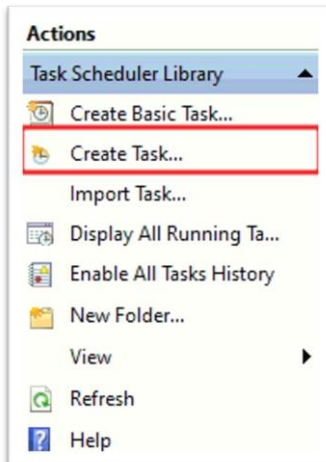 Actions
Task Scheduler Library
Create Basic Task...
Create Task...
Import Task...
Display All Running Ta...
Enable All Tasks History
New Folder...
View
Refresh
Help